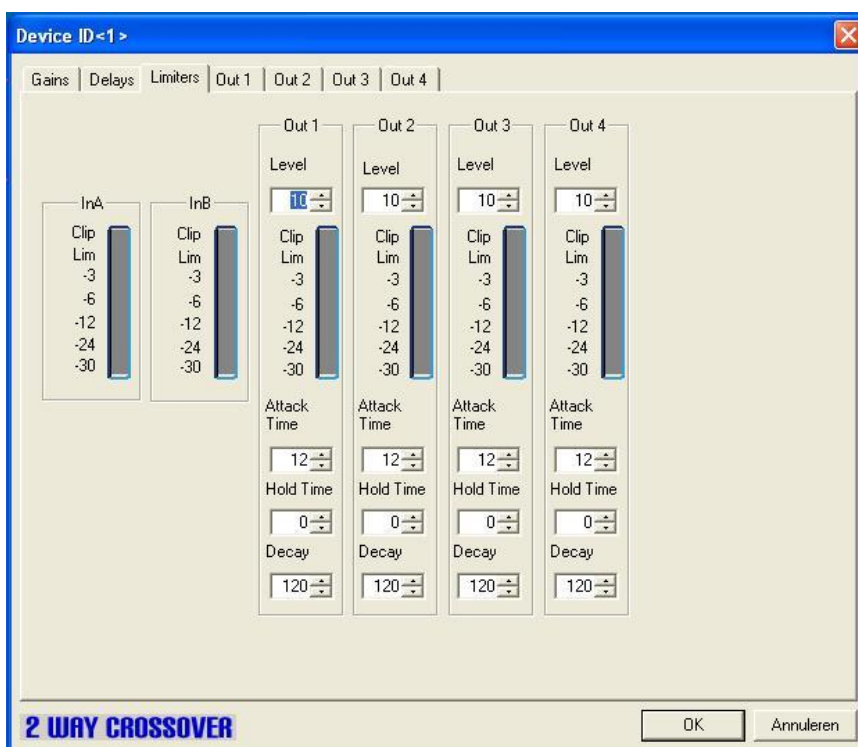 Device ID<1>
Gains Delays Limiters Out 1 Out 2 Out 3 Out 4
InA
Clip
Lim
-3
-6
-12
-24
-30
InB
Clip
Lim
-3
-6
-12
-24
-30
Out 1
Level
10
Clip
Lim
-3
-6
-12
-24
-30
Attack
Time
12
Hold Time
0
Decay
120
Out 2
Level
10
Clip
Lim
-3
-6
-12
-24
-30
Attack
Time
12
Hold Time
0
Decay
120
Out 3
Level
10
Clip
Lim
-3
-6
-12
-24
-30
Attack
Time
12
Hold Time
0
Decay
120
Out 4
Level
10
Clip
Lim
-3
-6
-12
-24
-30
Attack
Time
12
Hold Time
0
Decay
120
2 WAY CROSSOVER
OK Annuleren